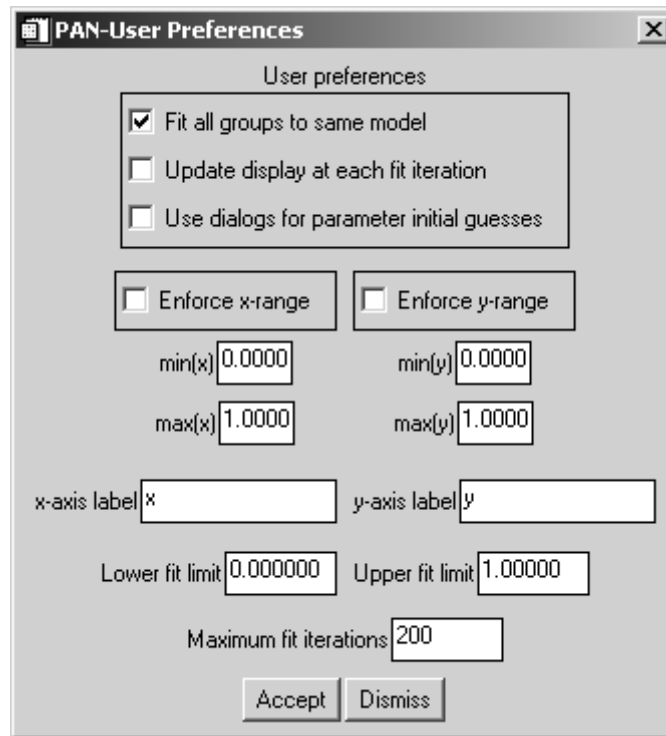 PAN-User Preferences
User preferences
Fit all groups to same model
Update display at each fit iteration
Use dialogs for parameter initial guesses
Enforce x-range Enforce y-range
min(x) 0.0000 min(y) 0.0000
max(x) 1.0000 max(y) 1.0000
x-axis label x y-axis label y
Lower fit limit 0.000000 Upper fit limit 1.00000
Maximum fit iterations 200
Accept Dismiss